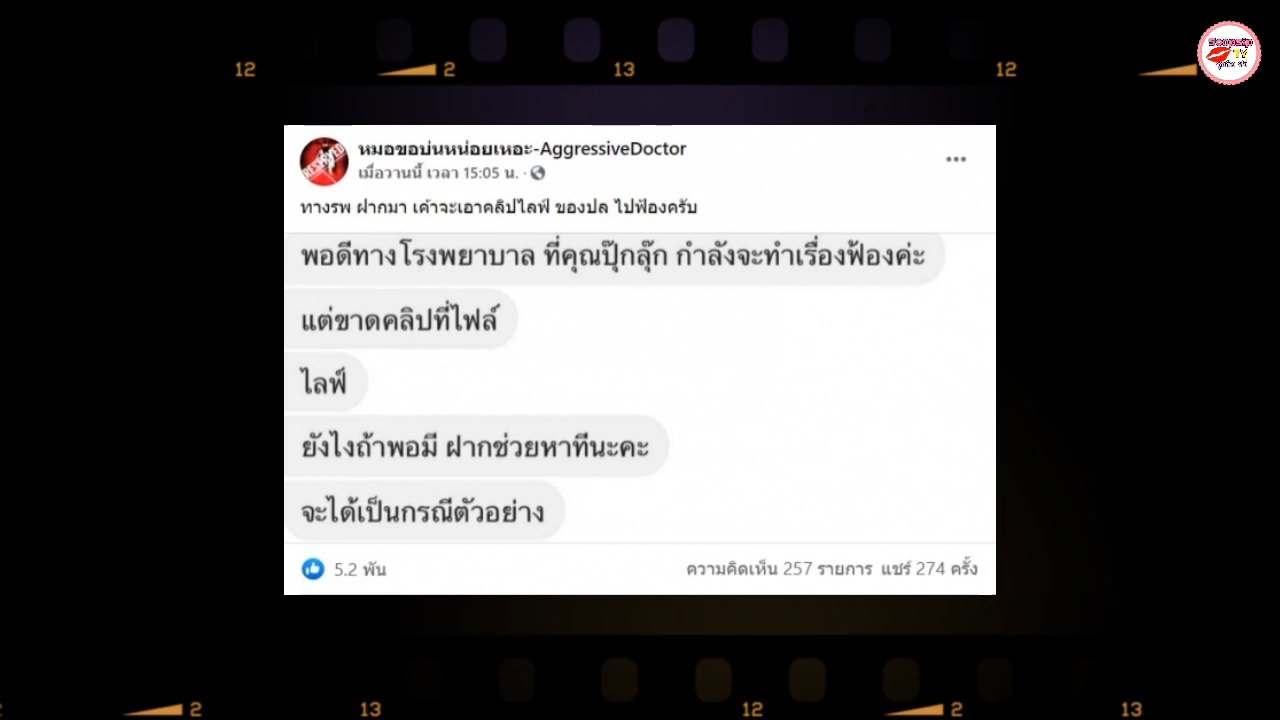 12
2
13
12
Soupsip
TV
หมอขอบ่นหน่อยเหอะ-AggressiveDoctor
เมื่อวานนี้ เวลา 15:05 น. ·
ทางรพ ฝากมา เค้าจะเอาคลิปไลฟ์ ของปล ไปฟ้องครับ
พอดีทางโรงพยาบาล ที่คุณปุ๊กลุ๊ก กำลังจะทำเรื่องฟ้องค่ะ
แต่ขาดคลิปที่ไฟล์
ไลฟ์
ยังไงถ้าพอมี ฝากช่วยหาทีนะคะ
จะได้เป็นกรณีตัวอย่าง
5.2 พัน
ความคิดเห็น 257 รายการ แชร์ 274 ครั้ง
2
13
12
2
13